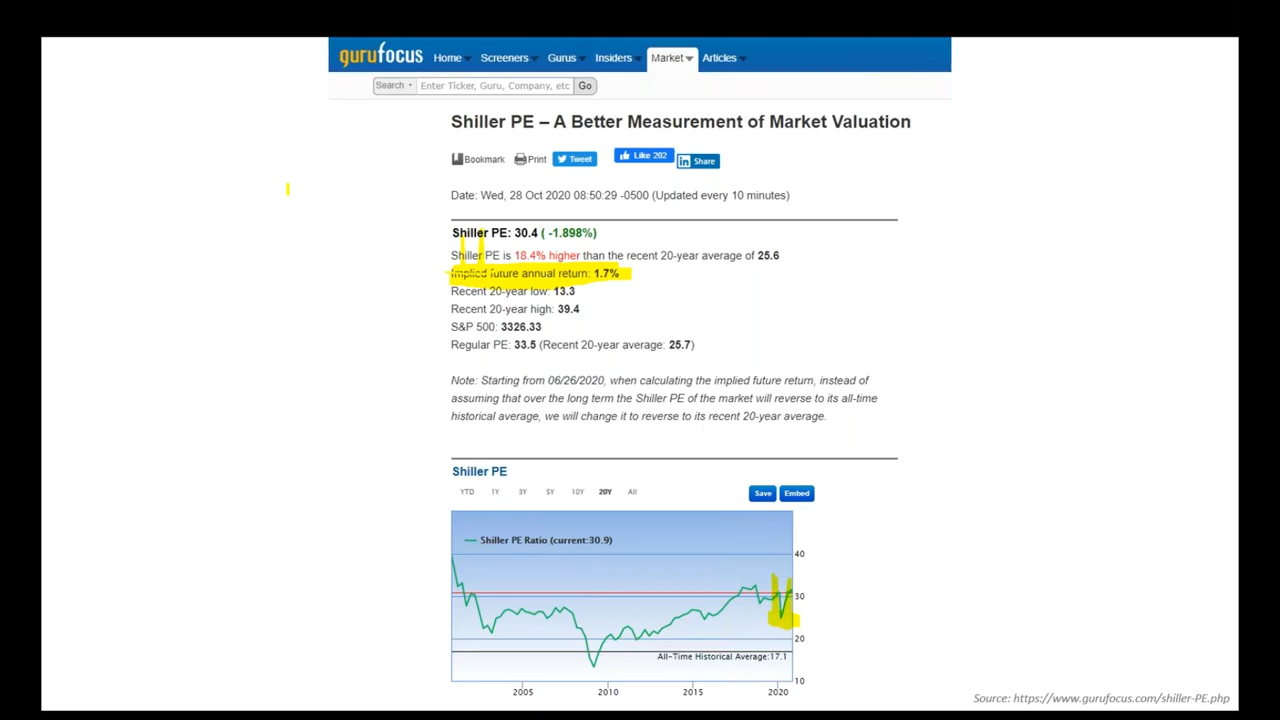 gurufocus Home Screeners Gurus Insiders Market Articles
Search Enter Ticker, Guru, Company, etc Go
Shiller PE – A Better Measurement of Market Valuation
Bookmark Print Tweet Like 202 in Share
Date: Wed, 28 Oct 2020 08:50:29 -0500 (Updated every 10 minutes)
Shiller PE: 30.4 ( -1.898%)
Shiller PE is 18.4% higher than the recent 20-year average of 25.6
Implied future annual return: 1.7%
Recent 20-year low: 13.3
Recent 20-year high: 39.4
S&P 500: 3326.33
Regular PE: 33.5 (Recent 20-year average: 25.7)
Note: Starting from 06/26/2020, when calculating the implied future return, instead of
assuming that over the long term the Shiller PE of the market will reverse to its all-time
historical average, we will change it to reverse to its recent 20-year average.
Shiller PE
YTD 1Y 3Y 5Y 10Y 20Y All Save Embed
Shiller PE Ratio (current:30.9)
40
30
20
All-Time Historical Average:17.1
10
2005 2010 2015 2020
Source: https://www.gurufocus.com/shiller-PE.php